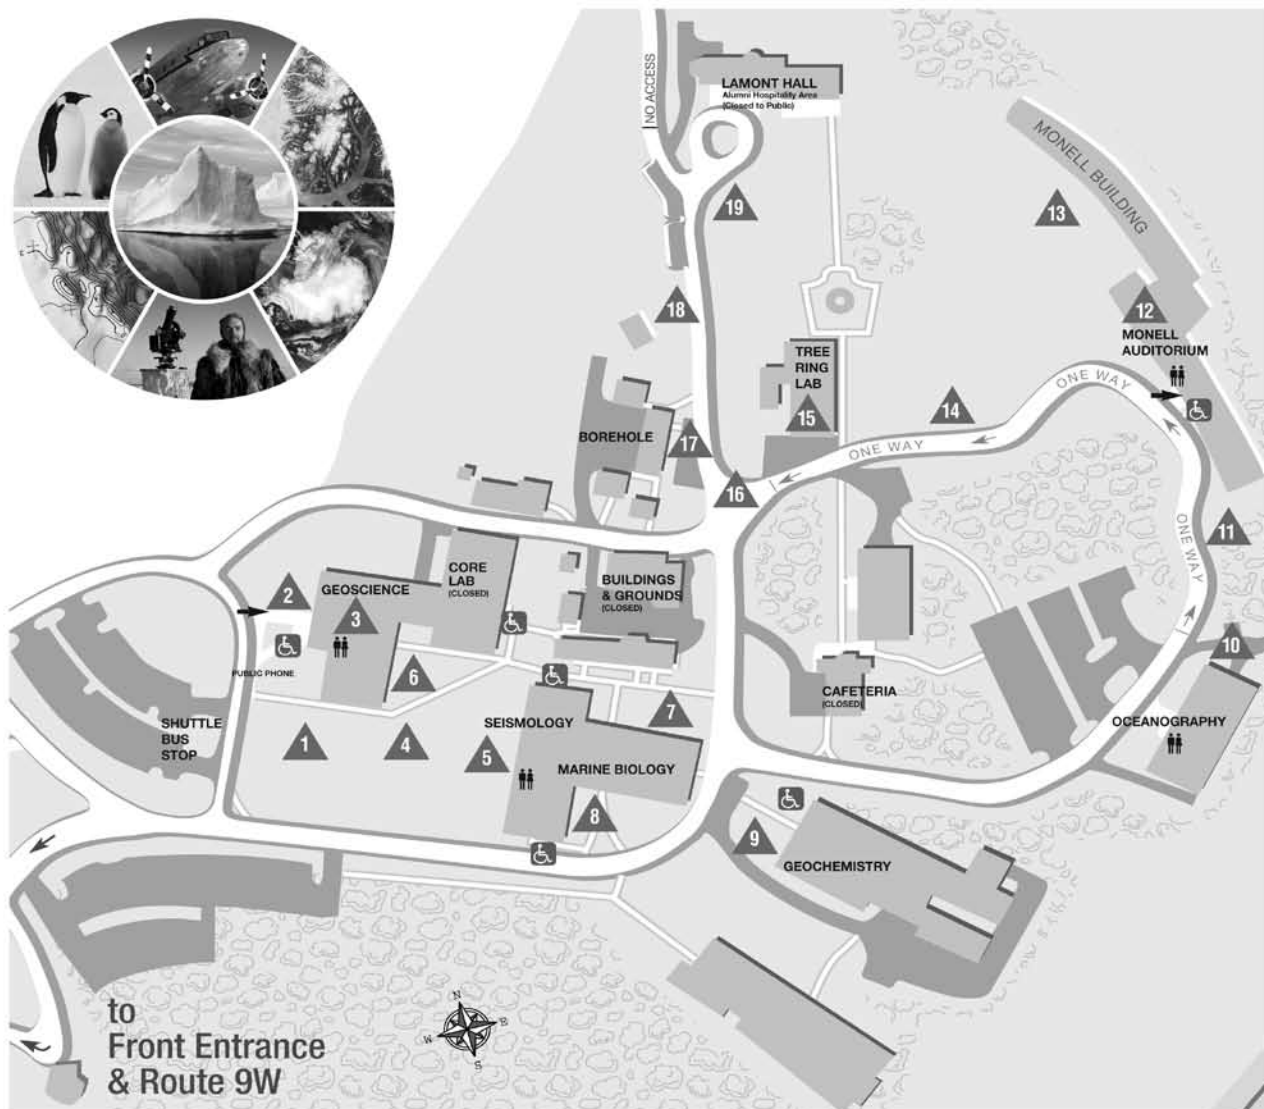 NO ACCESS
LAMONT HALL
Alumni Hospitality Area
(Closed to Public)
MONELL BUILDING
13
19
12
18
MONELL
AUDITORIUM
TREE
RING
LAB
ONE WAY
14
15
BOREHOLE
17
ONE WAY
16
11
ONE WAY
CORE
LAB
(CLOSED)
GEOSCIENCE
BUILDINGS
& GROUNDS
(CLOSED)
2
3
10
PUBLIC PHONE
6
CAFETERIA
(CLOSED)
SHUTTLE
BUS
STOP
SEISMOLOGY
7
OCEANOGRAPHY
1
4
5
MARINE BIOLOGY
8
9
GEOCHEMISTRY
N
E
W
S
to
Front Entrance
& Route 9W